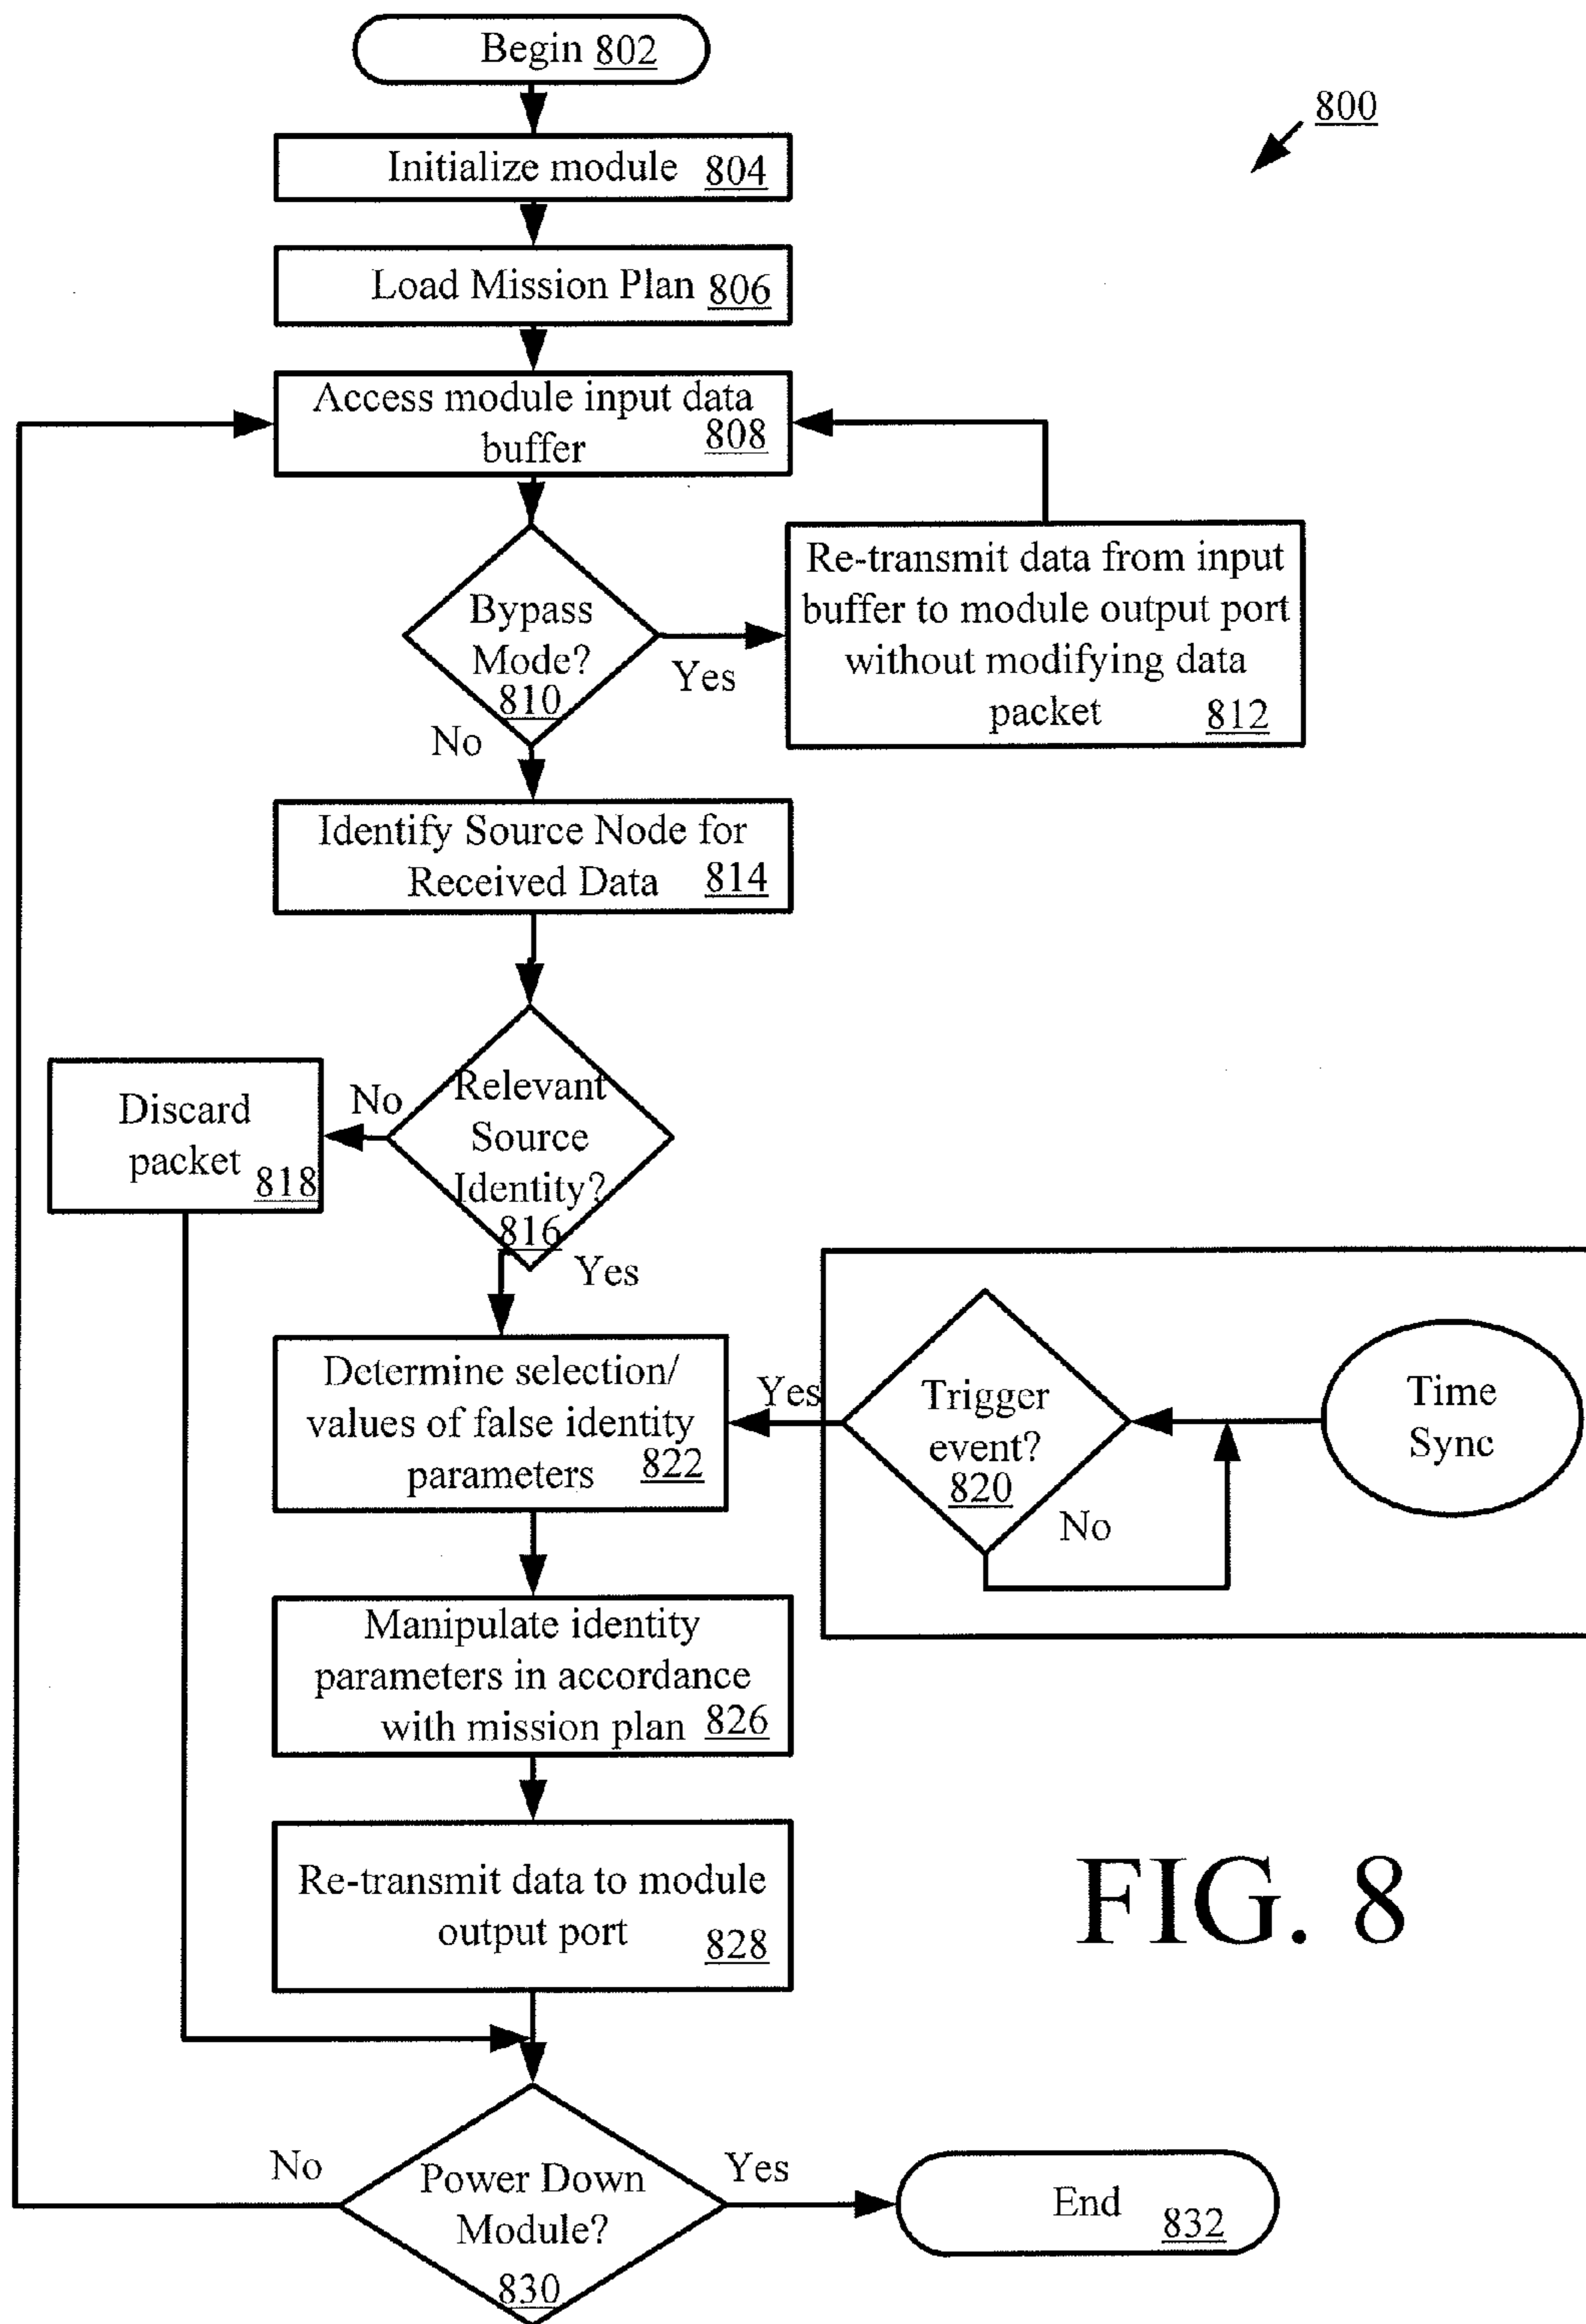 Begin 802
800
Initialize module 804
Load Mission Plan 806
Access module input data
buffer 808
Bypass
Mode?
810
Yes
No
Re-transmit data from input
buffer to module output port
without modifying data
packet 812
Identify Source Node for
Received Data 814
Relevant
Source
Identity?
816
No
Yes
Discard
packet 818
Determine selection/
values of false identity
parameters 822
Yes
Trigger
event?
820
No
Time
Sync
Manipulate identity
parameters in accordance
with mission plan 826
Re-transmit data to module
output port 828
FIG. 8
Power Down
Module?
830
No
Yes
End 832